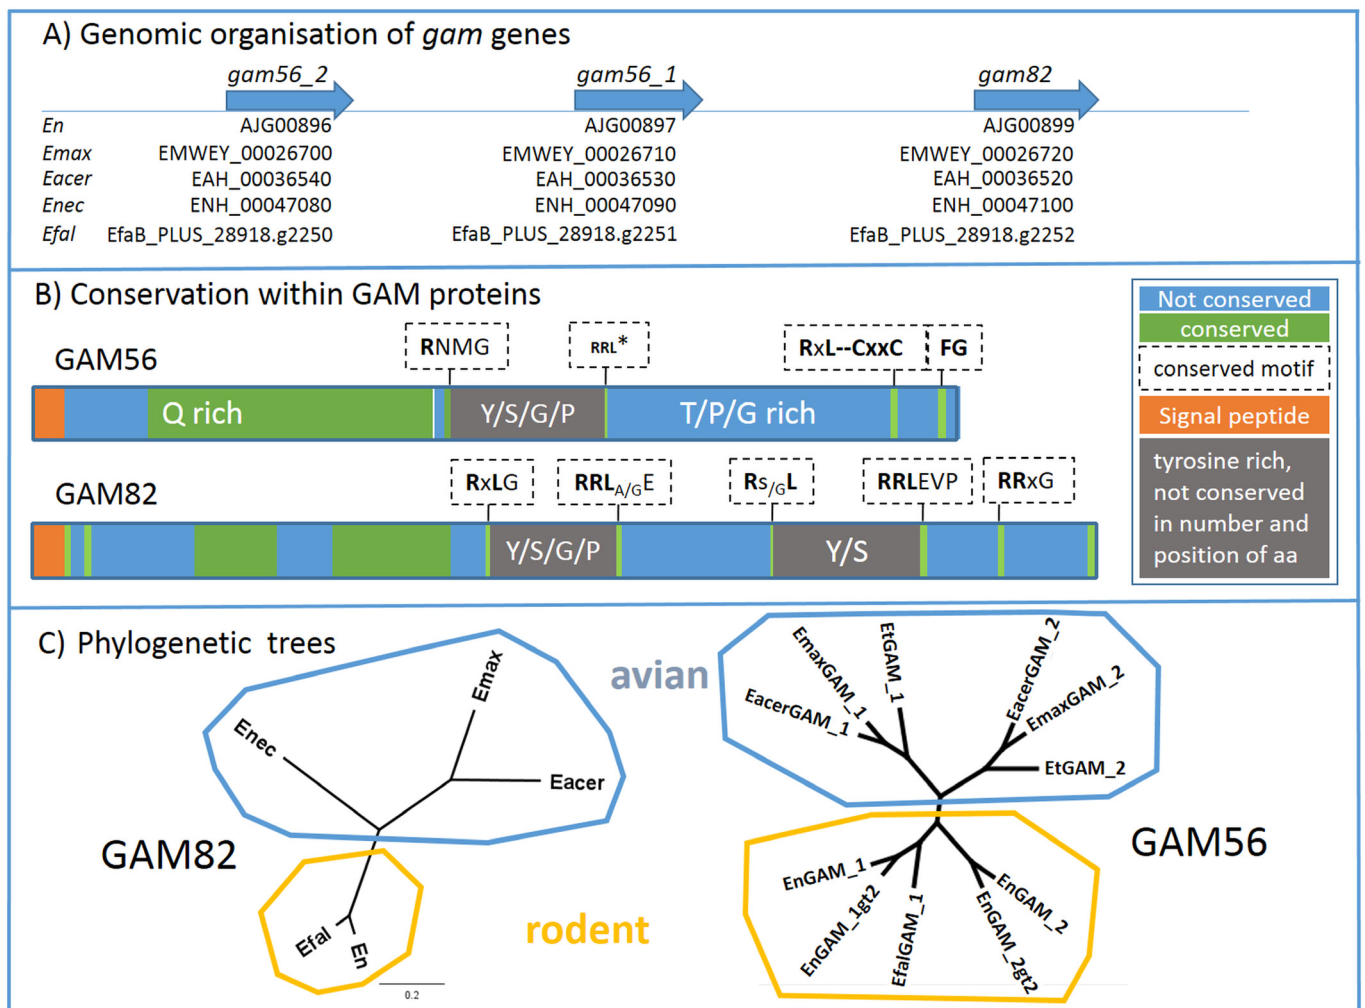 A) Genomic organisation of gam genes
gam56_2 gam56_1 gam82
En AJG00896 AJG00897 AJG00899
Emax EMWEY_00026700 EMWEY_00026710 EMWEY_00026720
Eacer EAH_00036540 EAH_00036530 EAH_00036520
Enec ENH_00047080 ENH_00047090 ENH_00047100
Efal EfaB_PLUS_28918.g2250 EfaB_PLUS_28918.g2251 EfaB_PLUS_28918.g2252
B) Conservation within GAM proteins
GAM56
RNMG RRL* RxL--CxxC FG
Q rich Y/S/G/P T/P/G rich
GAM82
RxLG RRLA/GE Rs/GL RRLEVP RRxG
Y/S/G/P Y/S
Not conserved
conserved
conserved motif
Signal peptide
tyrosine rich,
not conserved
in number and
position of aa
C) Phylogenetic trees
avian
rodent
GAM82
Enec
Emax
Eacer
Efal
En
0.2
GAM56
EacerGAM_1
EmaxGAM_1
EtGAM_1
EacerGAM_2
EmaxGAM_2
EtGAM_2
EnGAM_1
EnGAM_1gt2
EfalGAM_1
EnGAM_2gt2
EnGAM_2